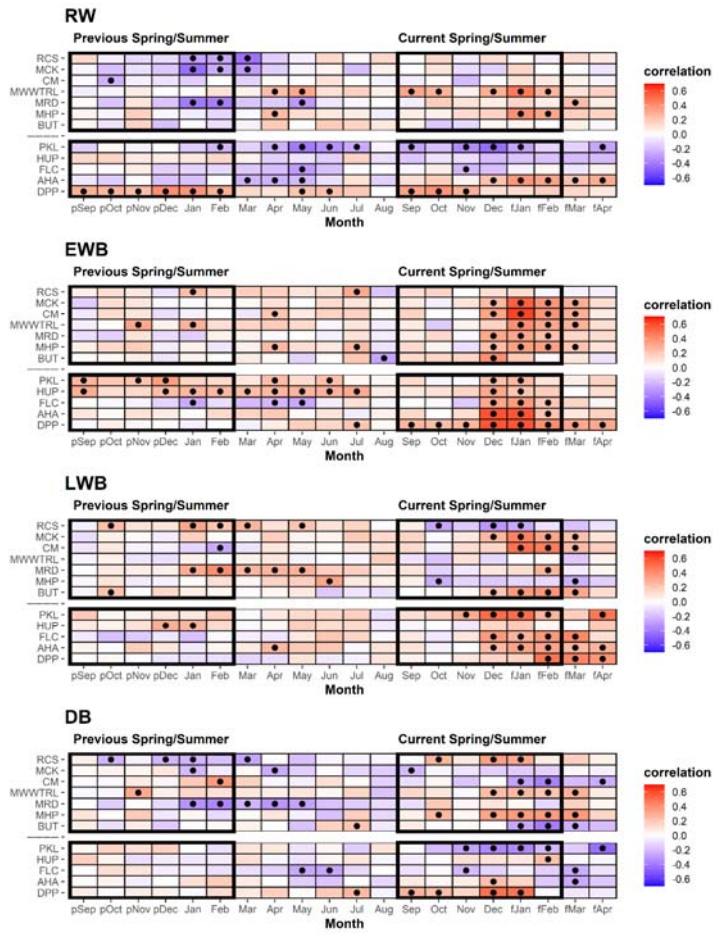 RW
Previous Spring/Summer
Current Spring/Summer
RCS
MCK
CM
MWWTRL
MRD
MHP
BUT
PKL
HUP
FLC
AHA
DPP
pSep pOct pNov pDec Jan Feb Mar Apr May Jun Jul Aug Sep Oct Nov Dec fJan fFeb fMar fApr
Month
correlation
0.6
0.4
0.2
0.0
-0.2
-0.4
-0.6
EWB
Previous Spring/Summer
Current Spring/Summer
RCS
MCK
CM
MWWTRL
MRD
MHP
BUT
PKL
HUP
FLC
AHA
DPP
pSep pOct pNov pDec Jan Feb Mar Apr May Jun Jul Aug Sep Oct Nov Dec fJan fFeb fMar fApr
Month
correlation
0.6
0.4
0.2
0.0
-0.2
-0.4
-0.6
LWB
Previous Spring/Summer
Current Spring/Summer
RCS
MCK
CM
MWWTRL
MRD
MHP
BUT
PKL
HUP
FLC
AHA
DPP
pSep pOct pNov pDec Jan Feb Mar Apr May Jun Jul Aug Sep Oct Nov Dec fJan fFeb fMar fApr
Month
correlation
0.6
0.4
0.2
0.0
-0.2
-0.4
-0.6
DB
Previous Spring/Summer
Current Spring/Summer
RCS
MCK
CM
MWWTRL
MRD
MHP
BUT
PKL
HUP
FLC
AHA
DPP
pSep pOct pNov pDec Jan Feb Mar Apr May Jun Jul Aug Sep Oct Nov Dec fJan fFeb fMar fApr
Month
correlation
0.6
0.4
0.2
0.0
-0.2
-0.4
-0.6